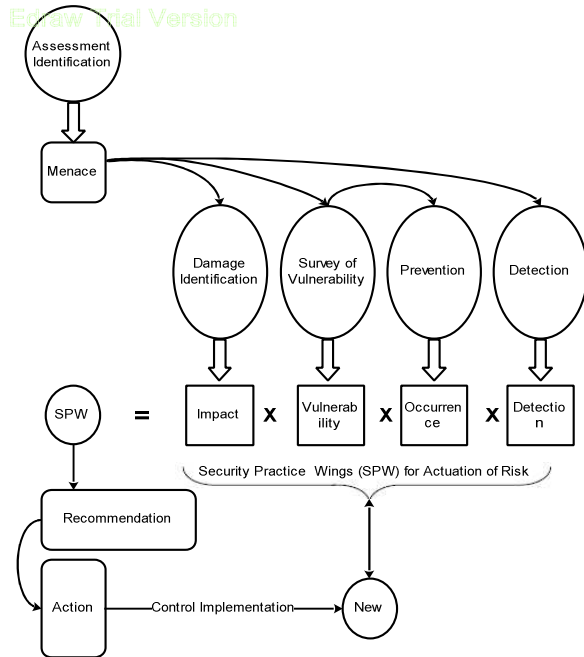 Edraw Trial Version
Assessment
Identification
Menace
Damage
Identification
Survey of
Vulnerability
Prevention
Detection
SPW
=
Impact
X
Vulnerab
ility
X
Occurren
ce
X
Detectio
n
Security Practice Wings (SPW) for Actuation of Risk
Recommendation
Action
Control Implementation
New